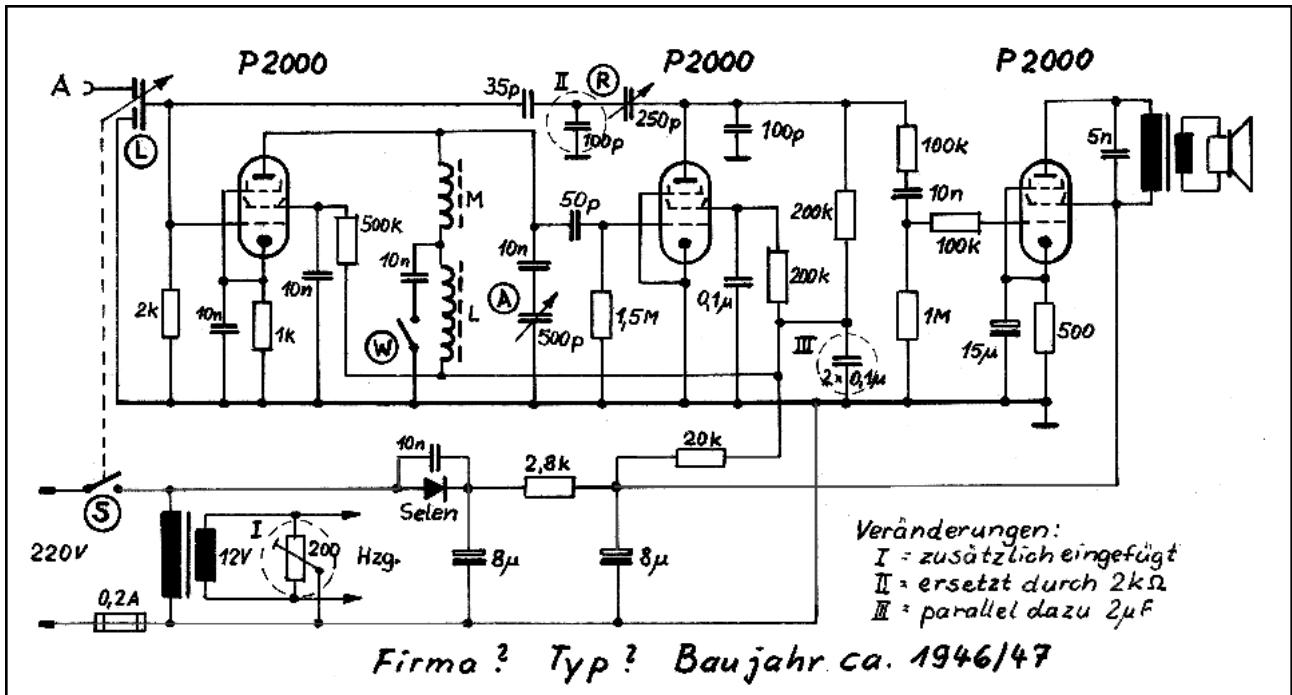 P2000
P2000
P2000
A
L
35p
II
R
250p
100p
100p
100k
5n
M
500k
50p
200k
10n
10n
10n
100k
200k
A
L
2k
10n
10n
1k
W
500p
1,5M
0,1µ
III
2×0,1µ
1M
15µ
500
10n
2,8k
20k
Selen
S
220V
I
12V
200
Hzg.
8µ
8µ
0,2A
Veränderungen:
I = zusätzlich eingefügt
II = ersetzt durch 2kΩ
III = parallel dazu 2µF
Firma ? Typ ? Baujahr ca. 1946/47